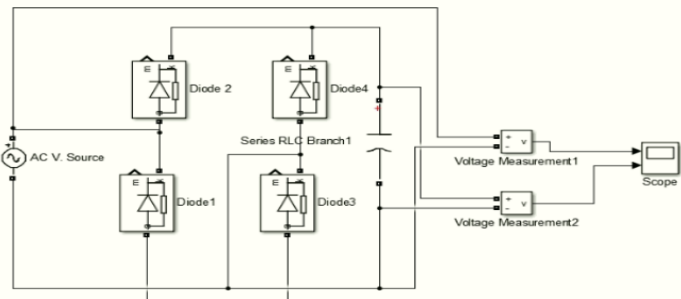 Diode 2
Diode4
Series RLC Branch1
AC V. Source
Voltage Measurement1
Scope
Diode1
Diode3
Voltage Measurement2